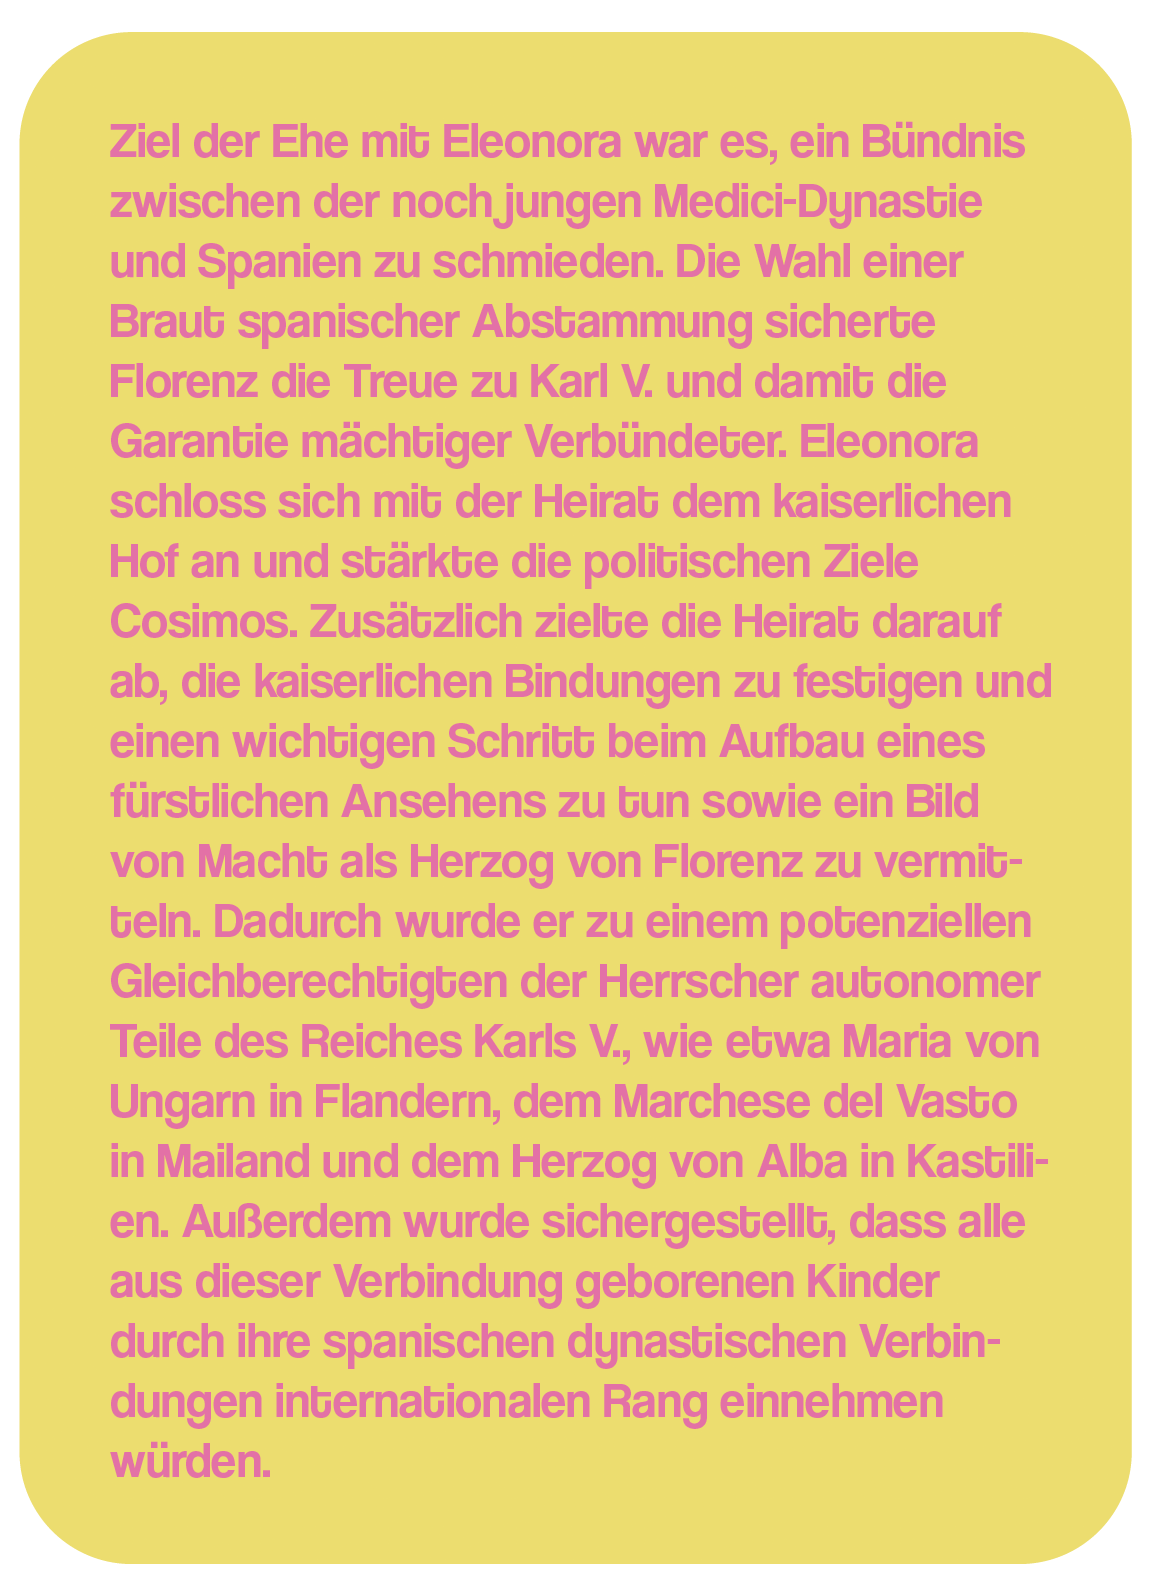 Ziel der Ehe mit Eleonora war es, ein Bündnis
zwischen der noch jungen Medici-Dynastie
und Spanien zu schmieden. Die Wahl einer
Braut spanischer Abstammung sicherte
Florenz die Treue zu Karl V. und damit die
Garantie mächtiger Verbündeter. Eleonora
schloss sich mit der Heirat dem kaiserlichen
Hof an und stärkte die politischen Ziele
Cosimos. Zusätzlich zielte die Heirat darauf
ab, die kaiserlichen Bindungen zu festigen und
einen wichtigen Schritt beim Aufbau eines
fürstlichen Ansehens zu tun sowie ein Bild
von Macht als Herzog von Florenz zu vermit-
teln. Dadurch wurde er zu einem potenziellen
Gleichberechtigten der Herrscher autonomer
Teile des Reiches Karls V., wie etwa Maria von
Ungarn in Flandern, dem Marchese del Vasto
in Mailand und dem Herzog von Alba in Kastili-
en. Außerdem wurde sichergestellt, dass alle
aus dieser Verbindung geborenen Kinder
durch ihre spanischen dynastischen Verbin-
dungen internationalen Rang einnehmen
würden.